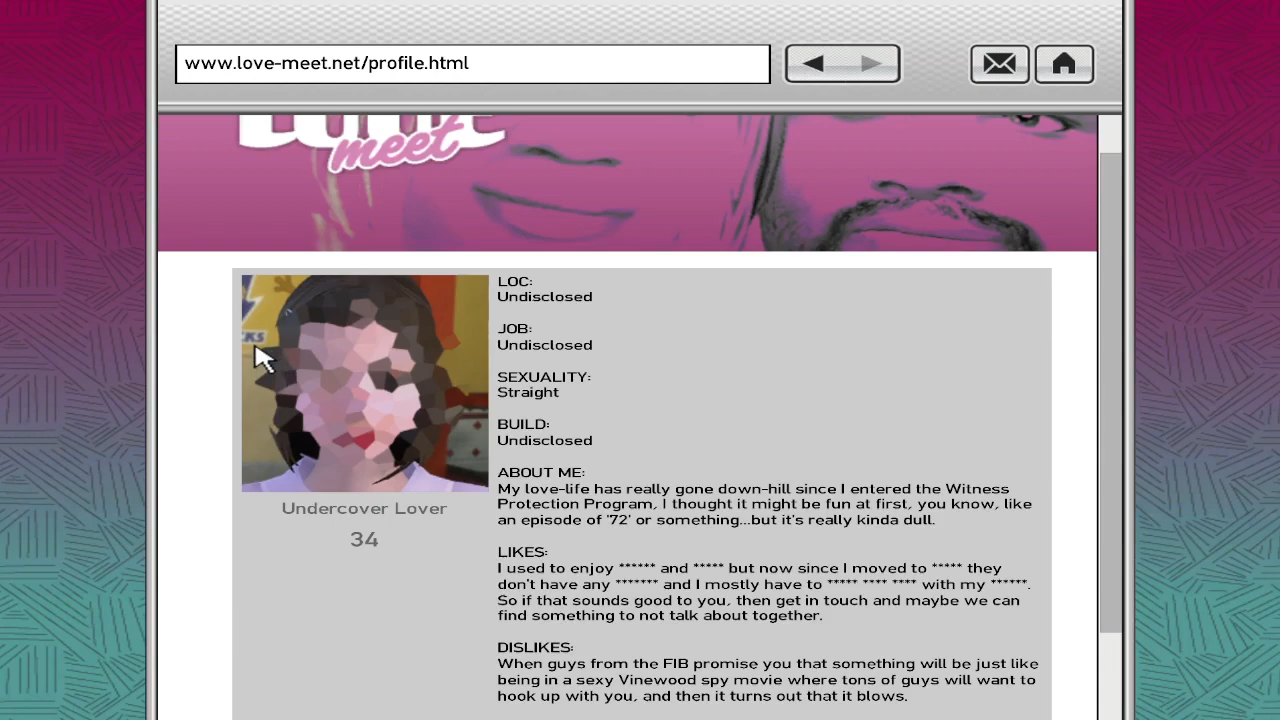 www.love-meet.net/profile.html
meet
CKS
LOC:
Undisclosed
JOB:
Undisclosed
SEXUALITY:
Straight
BUILD:
Undisclosed
ABOUT ME:
My love-life has really gone down-hill since I entered the Witness
Protection Program, I thought it might be fun at first, you know, like
an episode of '72' or something...but it's really kinda dull.
LIKES:
I used to enjoy ****** and ***** but now since I moved to ***** they
don't have any ******* and I mostly have to ***** **** **** with my ******.
So if that sounds good to you, then get in touch and maybe we can
find something to not talk about together.
DISLIKES:
When guys from the FIB promise you that something will be just like
being in a sexy Vinewood spy movie where tons of guys will want to
hook up with you, and then it turns out that it blows.
Undercover Lover
34